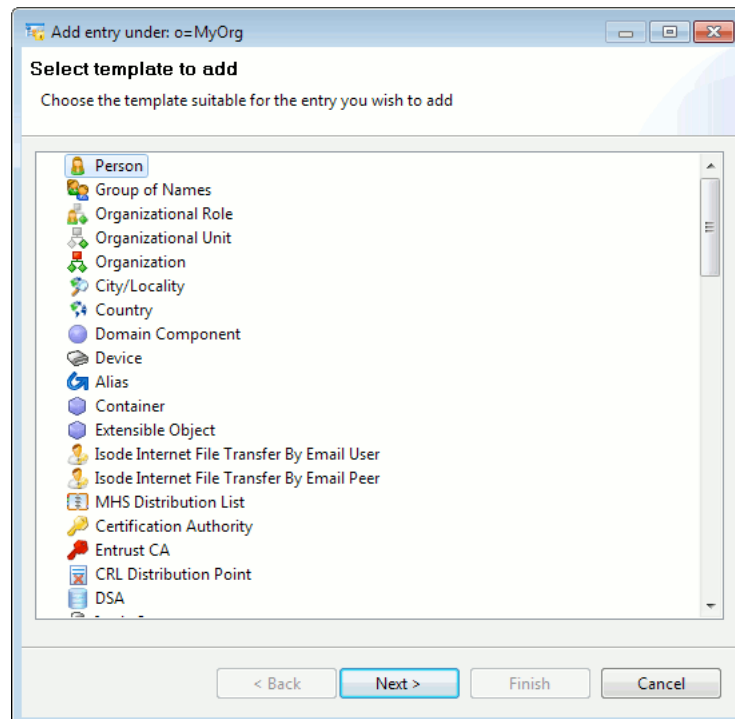 Add entry under: o=MyOrg
Select template to add
Choose the template suitable for the entry you wish to add
Person
Group of Names
Organizational Role
Organizational Unit
Organization
City/Locality
Country
Domain Component
Device
Alias
Container
Extensible Object
Isode Internet File Transfer By Email User
Isode Internet File Transfer By Email Peer
MHS Distribution List
Certification Authority
Entrust CA
CRL Distribution Point
DSA
< Back
Next >
Finish
Cancel